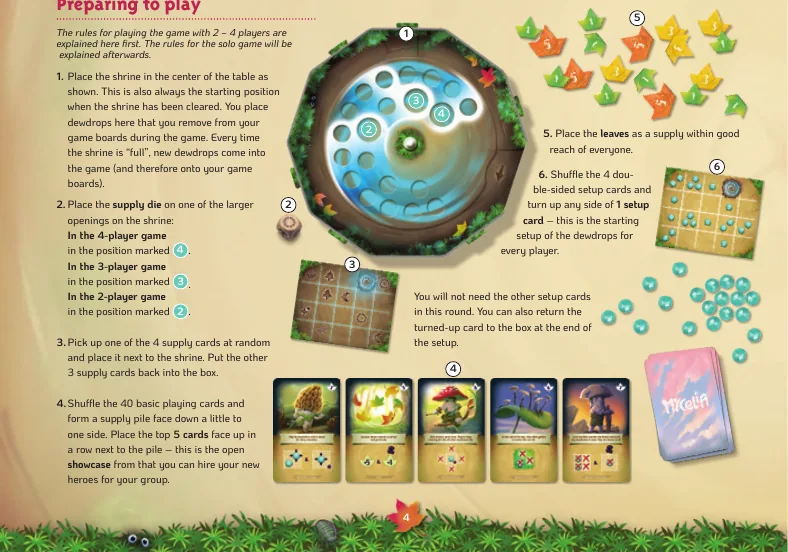 Preparing to play
The rules for playing the game with 2 – 4 players are
explained here first. The rules for the solo game will be
explained afterwards.
1. Place the shrine in the center of the table as
shown. This is also always the starting position
when the shrine has been cleared. You place
dewdrops here that you remove from your
game boards during the game. Every time
the shrine is “full”, new dewdrops come into
the game (and therefore onto your game
boards).
2. Place the supply die on one of the larger
openings on the shrine:
In the 4-player game
in the position marked 4.
In the 3-player game
in the position marked 3.
In the 2-player game
in the position marked 2.
3. Pick up one of the 4 supply cards at random
and place it next to the shrine. Put the other
3 supply cards back into the box.
4. Shuffle the 40 basic playing cards and
form a supply pile face down a little to
one side. Place the top 5 cards face up in
a row next to the pile – this is the open
showcase from that you can hire your new
heroes for your group.
1
3
4
2
2
3
You will not need the other setup cards
in this round. You can also return the
turned-up card to the box at the end of
the setup.
5
5. Place the leaves as a supply within good
reach of everyone.
6. Shuffle the 4 dou-
ble-sided setup cards and
turn up any side of 1 setup
card – this is the starting
setup of the dewdrops for
every player.
6
4
MYCELIA
4